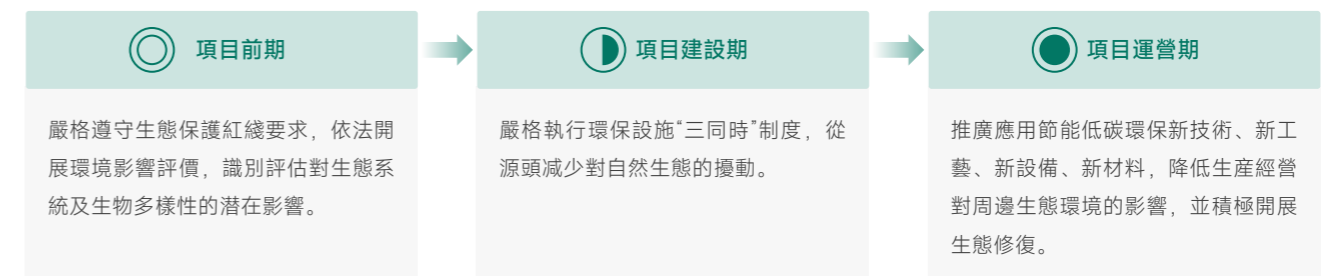 項目前期
嚴格遵守生態保護紅綫要求，依法開
展環境影響評價，識別評估對生態系
統及生物多樣性的潜在影響。
項目建設期
嚴格執行環保設施“三同時”制度，從
源頭減少對自然生態的擾動。
項目運營期
推廣應用節能低碳環保新技術、新工
藝、新設備、新材料，降低生産經營
對周邊生態環境的影響，並積極開展
生態修復。